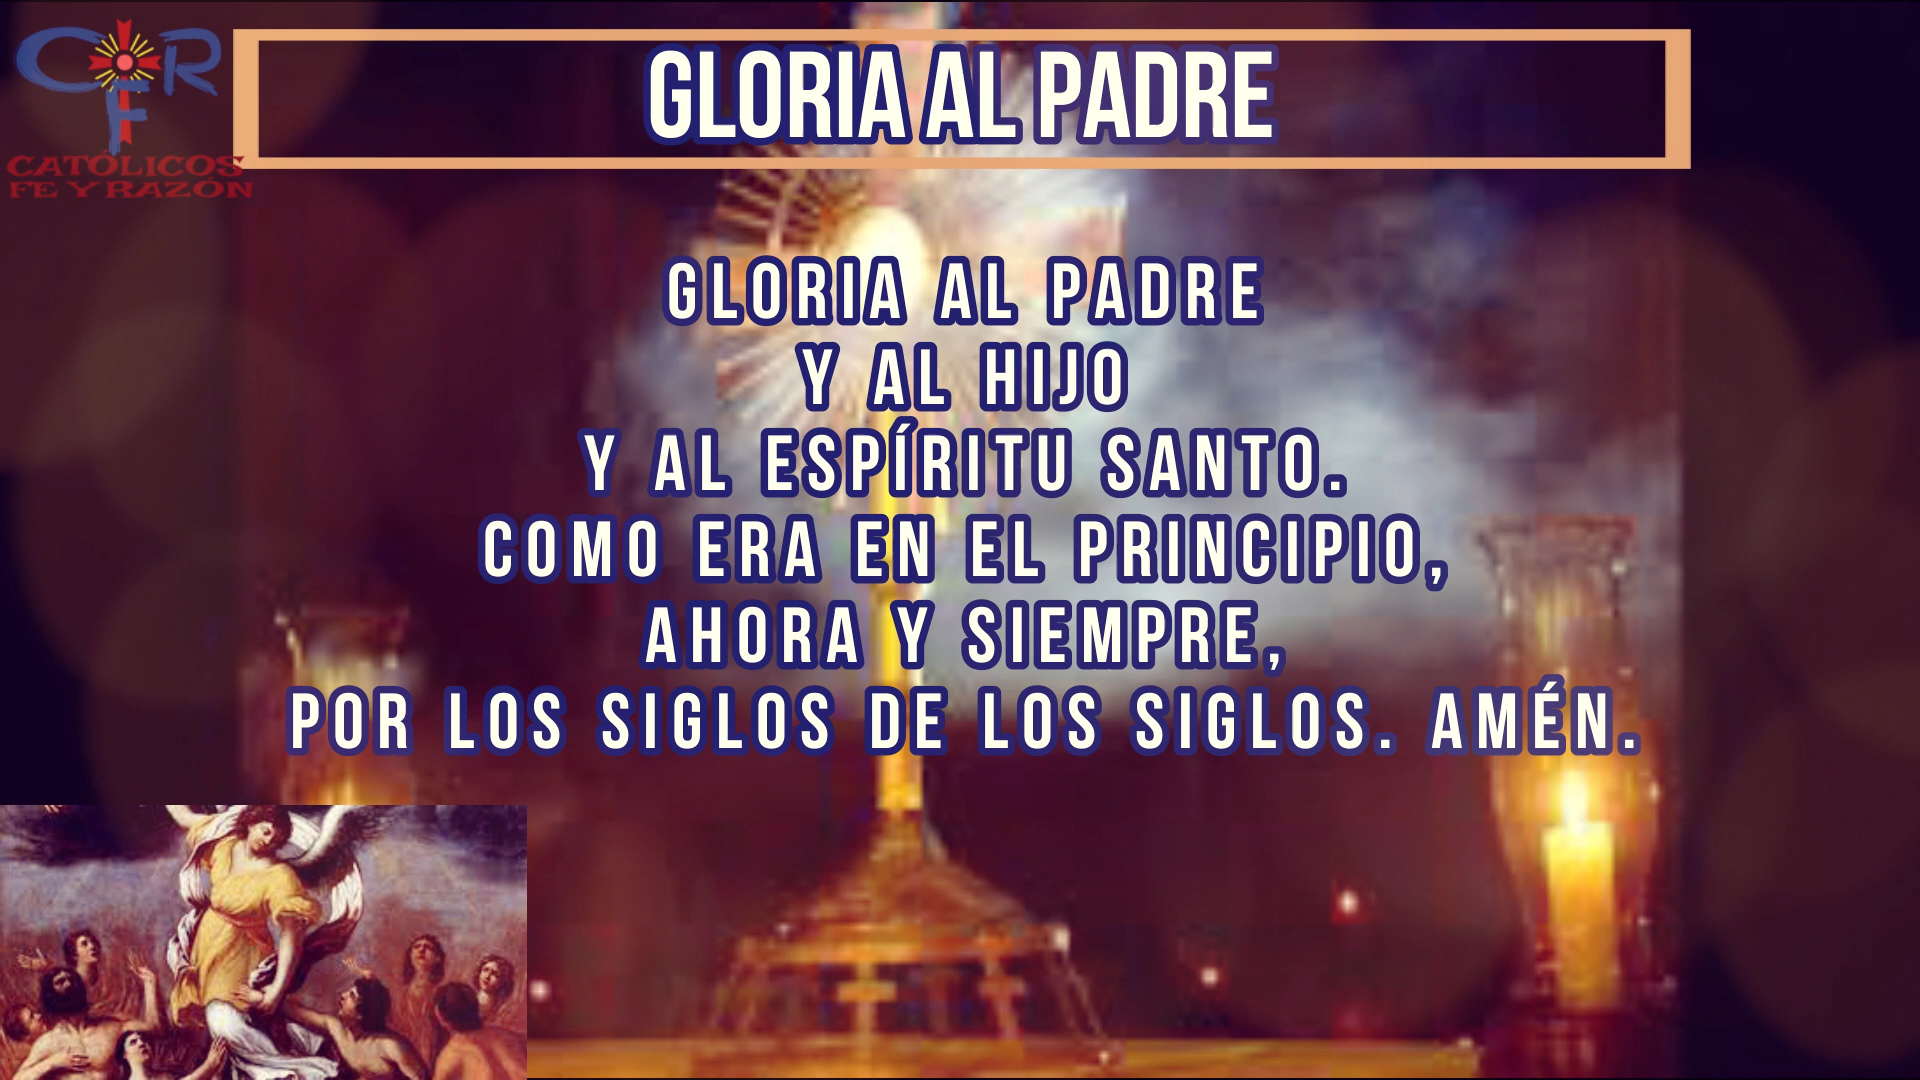 CFR
CATÓLICOS
FE Y RAZÓN
GLORIA AL PADRE
GLORIA AL PADRE
Y AL HIJO
Y AL ESPÍRITU SANTO.
COMO ERA EN EL PRINCIPIO,
AHORA Y SIEMPRE,
POR LOS SIGLOS DE LOS SIGLOS. AMÉN.